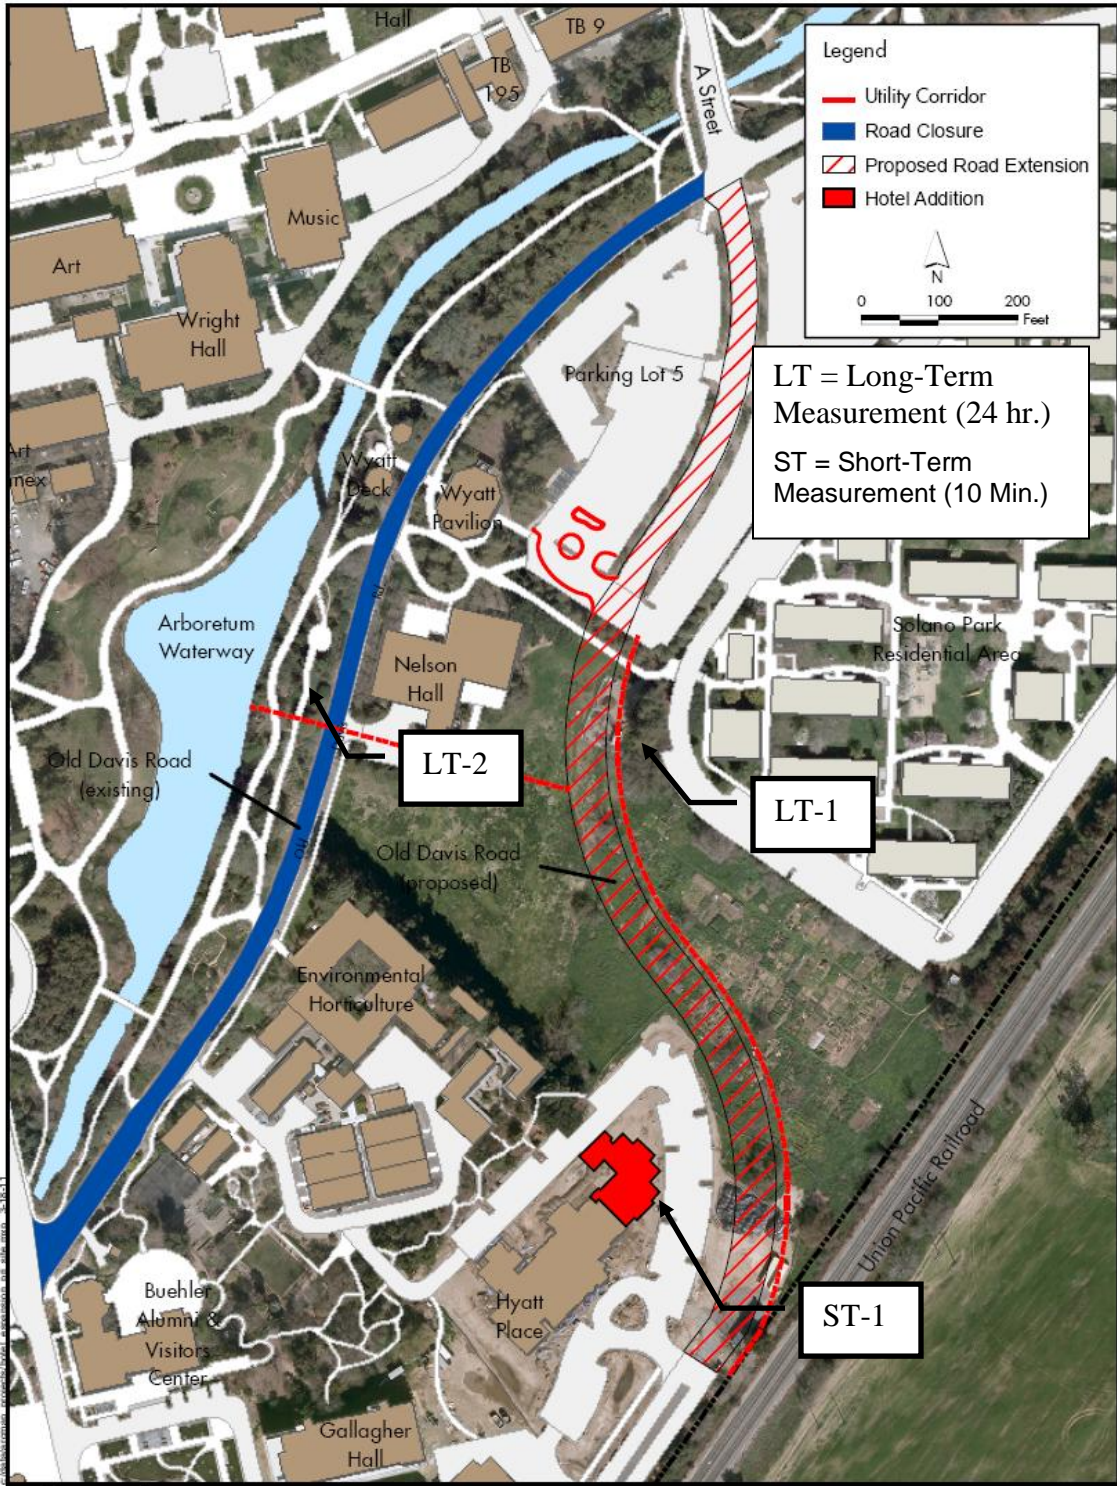 Hall
TB 9
TB
195
A Street
Legend
Utility Corridor
Road Closure
Proposed Road Extension
Hotel Addition
N
0 100 200
Feet
LT = Long-Term
Measurement (24 hr.)
ST = Short-Term
Measurement (10 Min.)
Music
Art
Wright
Hall
Parking Lot 5
Art
nnex
Wyatt
Deck
Wyatt
Pavilion
Arboretum
Waterway
Nelson
Hall
Solano Park
Residential Area
LT-2
LT-1
Old Davis Road
(existing)
Old Davis Road
(proposed)
Environmental
Horticulture
Union Pacific Railroad
Hyatt
Place
ST-1
Buehler
Alumni &
Visitors
Center
Gallagher
Hall